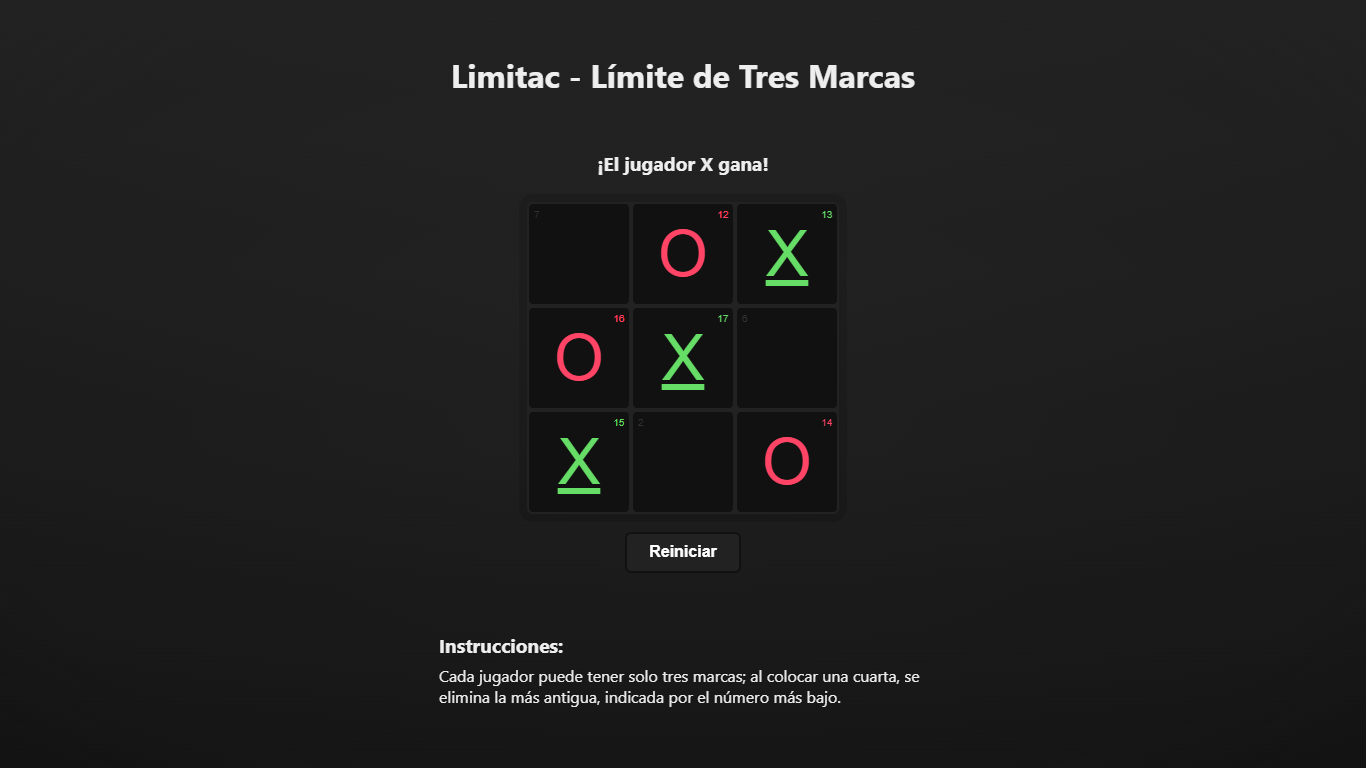 Limitac - Límite de Tres Marcas
¡El jugador X gana!
7 12 13
O X
16 17 6
O X
15 2 14
X O
Reiniciar
Instrucciones:
Cada jugador puede tener solo tres marcas; al colocar una cuarta, se
elimina la más antigua, indicada por el número más bajo.